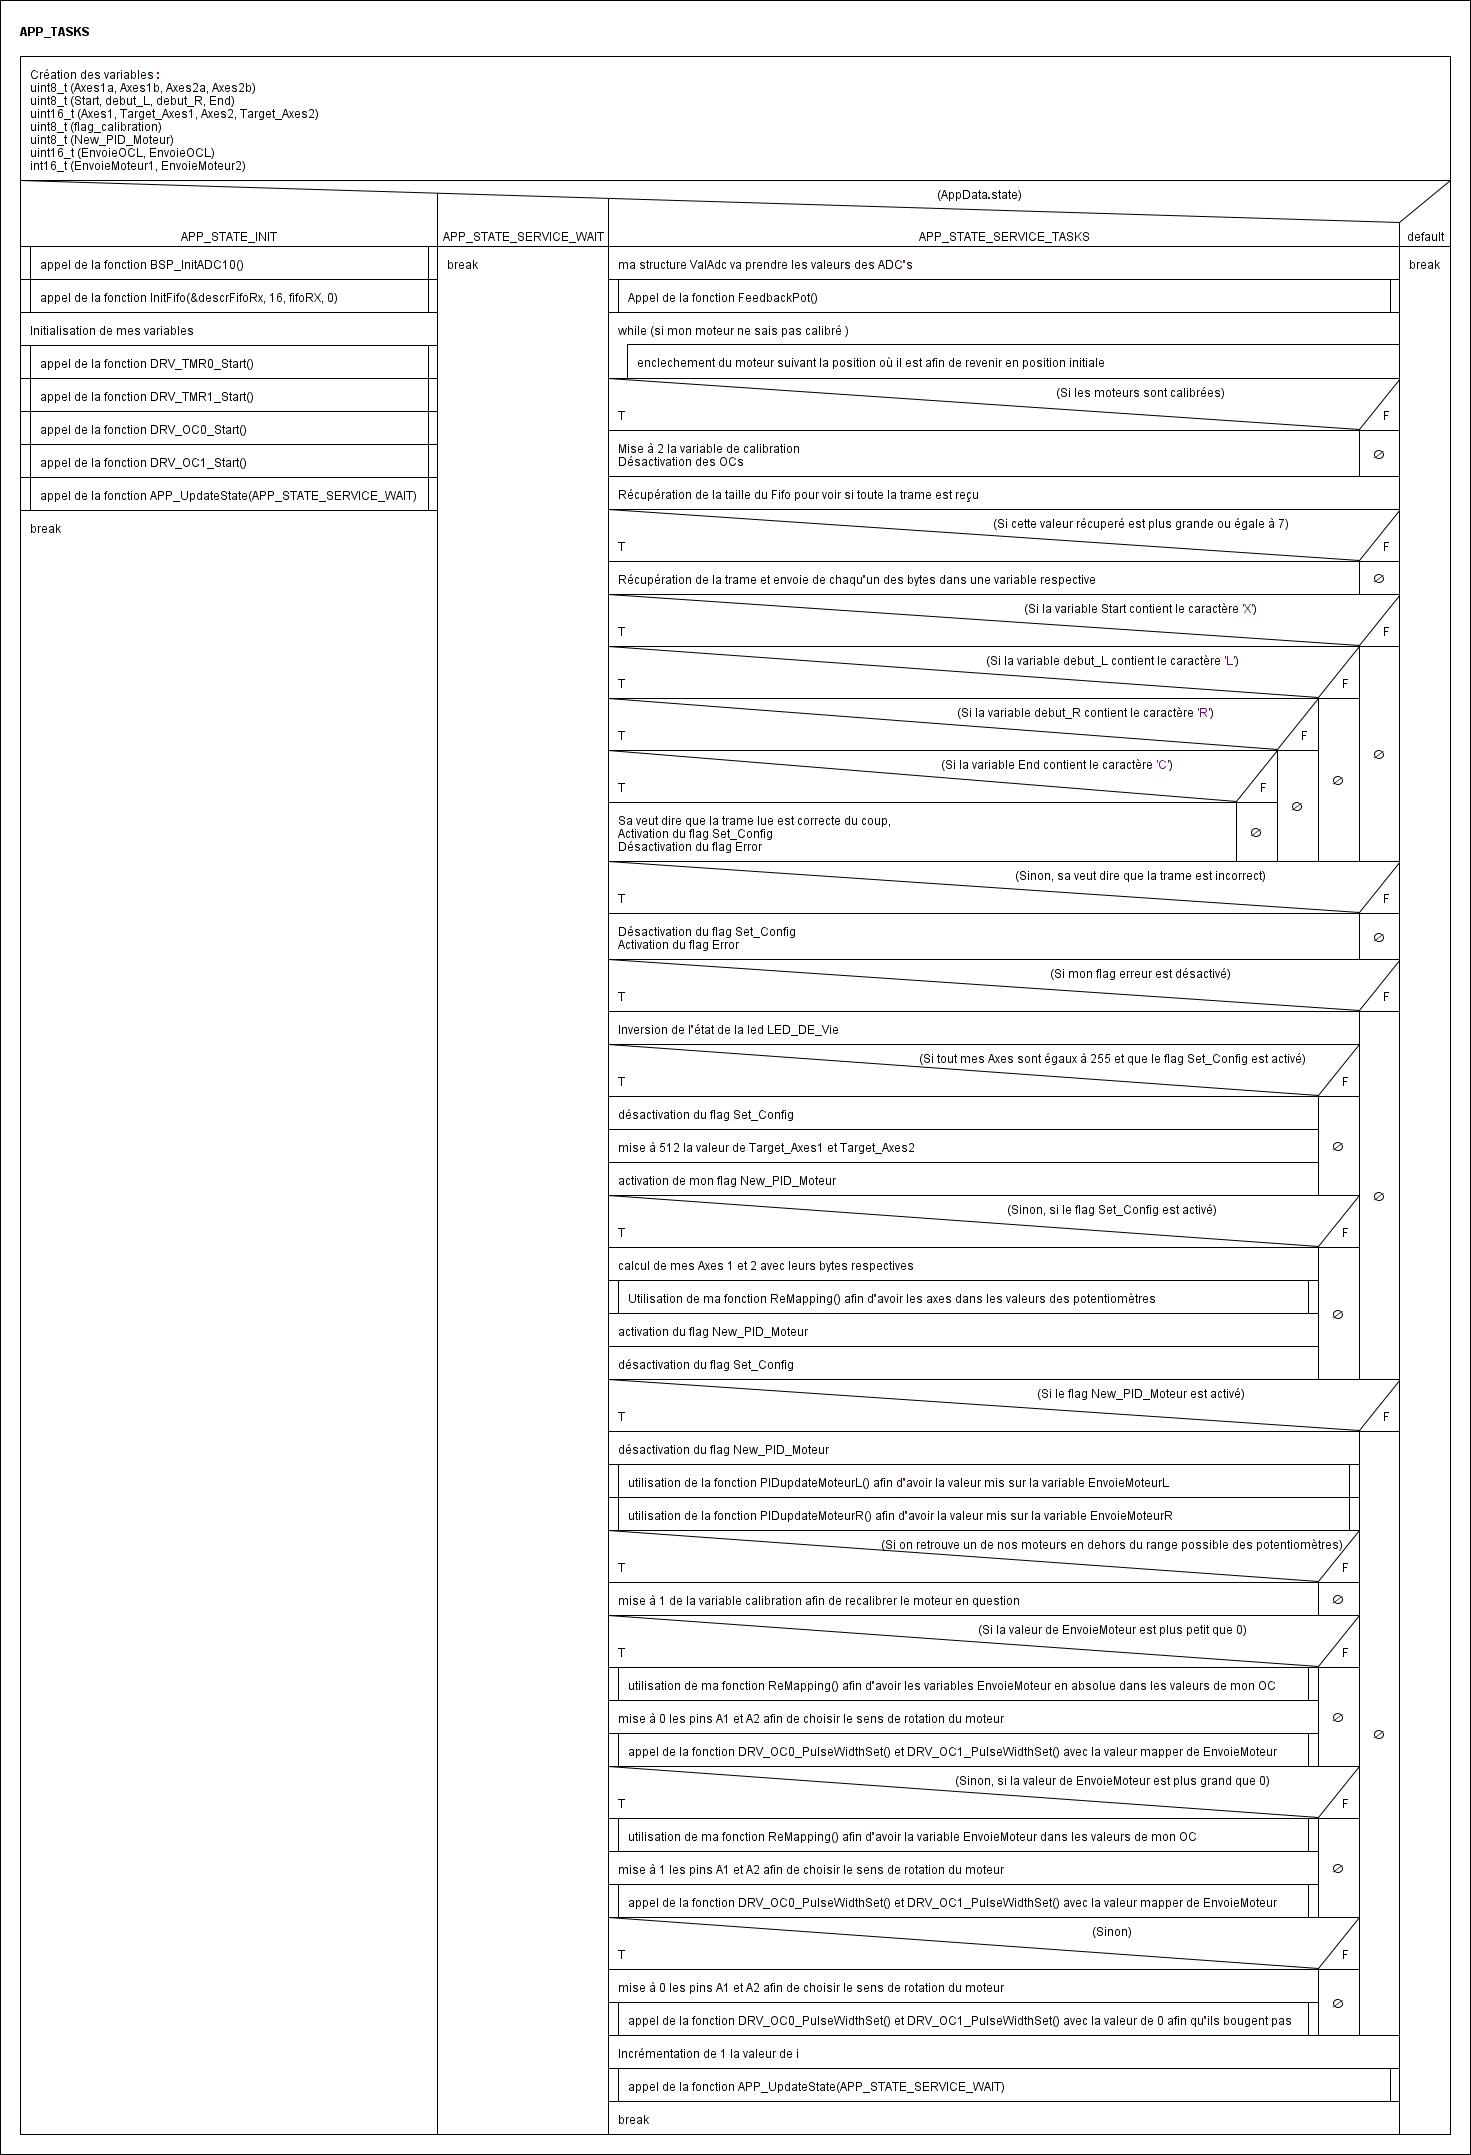 APP_TASKS
Création des variables :
uint8_t (Axes1a, Axes1b, Axes2a, Axes2b)
uint8_t (Start, debut_L, debut_R, End)
uint16_t (Axes1, Target_Axes1, Axes2, Target_Axes2)
uint8_t (flag_calibration)
uint8_t (New_PID_Moteur)
uint16_t (EnvoieOCL, EnvoieOCL)
int16_t (EnvoieMoteur1, EnvoieMoteur2)
(AppData.state)
APP_STATE_INIT
appel de la fonction BSP_InitADC10()
appel de la fonction InitFifo(&descrFifoRx, 16, fifoRX, 0)
Initialisation de mes variables
appel de la fonction DRV_TMR0_Start()
appel de la fonction DRV_TMR1_Start()
appel de la fonction DRV_OC0_Start()
appel de la fonction DRV_OC1_Start()
appel de la fonction APP_UpdateState(APP_STATE_SERVICE_WAIT)
break
APP_STATE_SERVICE_WAIT
break
APP_STATE_SERVICE_TASKS
ma structure ValAdc va prendre les valeurs des ADC's
Appel de la fonction FeedbackPot()
while (si mon moteur ne sais pas calibré )
enclechement du moteur suivant la position où il est afin de revenir en position initiale
(Si les moteurs sont calibrées)
T F
Mise à 2 la variable de calibration
Désactivation des OCs
∅
Récupération de la taille du Fifo pour voir si toute la trame est reçu
(Si cette valeur récuperé est plus grande ou égale à 7)
T F
Récupération de la trame et envoie de chaqu'un des bytes dans une variable respective
∅
(Si la variable Start contient le caractère 'X')
T F
(Si la variable debut_L contient le caractère 'L')
T F
(Si la variable debut_R contient le caractère 'R')
T F
(Si la variable End contient le caractère 'C')
T F
Sa veut dire que la trame lue est correcte du coup,
Activation du flag Set_Config
Désactivation du flag Error
∅ ∅ ∅ ∅
(Sinon, sa veut dire que la trame est incorrect)
T F
Désactivation du flag Set_Config
Activation du flag Error
∅
(Si mon flag erreur est désactivé)
T F
Inversion de l'état de la led LED_DE_Vie
(Si tout mes Axes sont égaux à 255 et que le flag Set_Config est activé)
T F
désactivation du flag Set_Config
mise à 512 la valeur de Target_Axes1 et Target_Axes2
∅
activation de mon flag New_PID_Moteur
(Sinon, si le flag Set_Config est activé)
∅
T F
calcul de mes Axes 1 et 2 avec leurs bytes respectives
Utilisation de ma fonction ReMapping() afin d'avoir les axes dans les valeurs des potentiomètres
∅
activation du flag New_PID_Moteur
désactivation du flag Set_Config
(Si le flag New_PID_Moteur est activé)
T F
désactivation du flag New_PID_Moteur
utilisation de la fonction PIDupdateMoteurL() afin d'avoir la valeur mis sur la variable EnvoieMoteurL
utilisation de la fonction PIDupdateMoteurR() afin d'avoir la valeur mis sur la variable EnvoieMoteurR
(Si on retrouve un de nos moteurs en dehors du range possible des potentiomètres)
T F
mise à 1 de la variable calibration afin de recalibrer le moteur en question
∅
(Si la valeur de EnvoieMoteur est plus petit que 0)
T F
utilisation de ma fonction ReMapping() afin d'avoir les variables EnvoieMoteur en absolue dans les valeurs de mon OC
mise à 0 les pins A1 et A2 afin de choisir le sens de rotation du moteur
∅
∅
appel de la fonction DRV_OC0_PulseWidthSet() et DRV_OC1_PulseWidthSet() avec la valeur mapper de EnvoieMoteur
(Sinon, si la valeur de EnvoieMoteur est plus grand que 0)
T F
utilisation de ma fonction ReMapping() afin d'avoir la variable EnvoieMoteur dans les valeurs de mon OC
mise à 1 les pins A1 et A2 afin de choisir le sens de rotation du moteur
∅
appel de la fonction DRV_OC0_PulseWidthSet() et DRV_OC1_PulseWidthSet() avec la valeur mapper de EnvoieMoteur
(Sinon)
T F
mise à 0 les pins A1 et A2 afin de choisir le sens de rotation du moteur
∅
appel de la fonction DRV_OC0_PulseWidthSet() et DRV_OC1_PulseWidthSet() avec la valeur de 0 afin qu'ils bougent pas
Incrémentation de 1 la valeur de i
appel de la fonction APP_UpdateState(APP_STATE_SERVICE_WAIT)
break
default
break